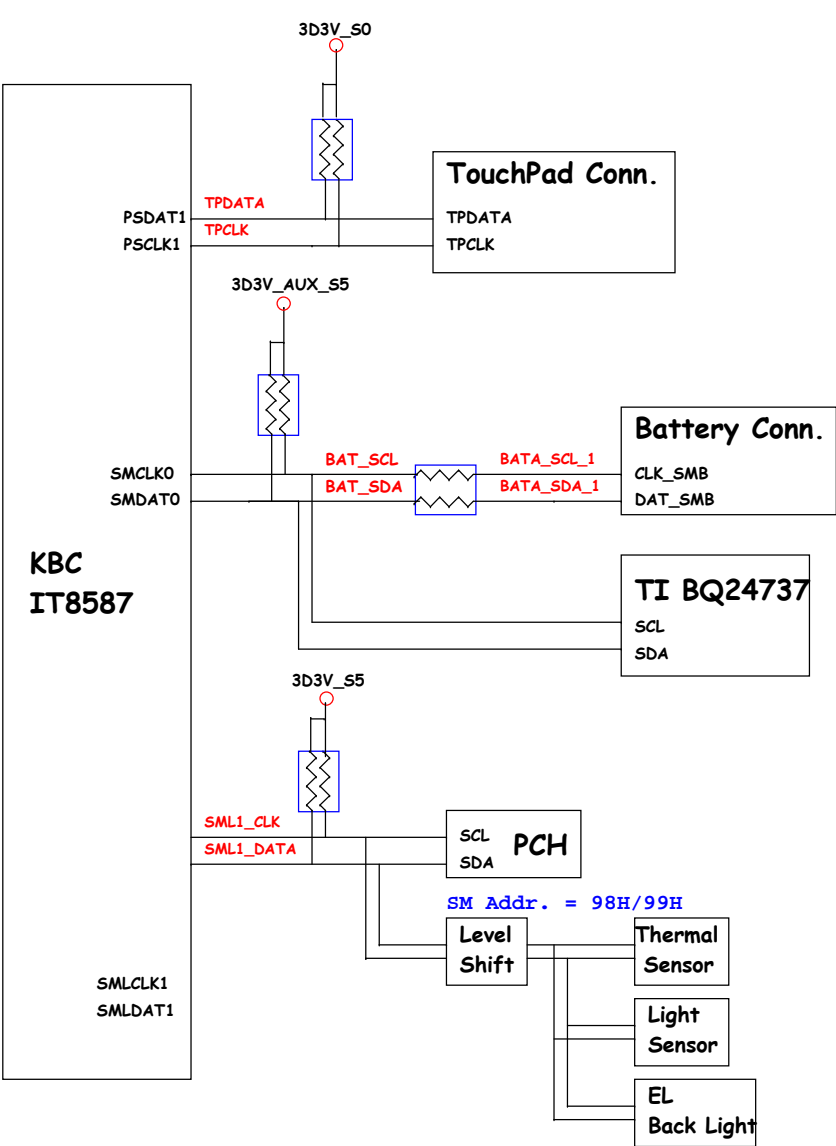 3D3V_S0
TouchPad Conn.
TPDATA
PSDAT1
TPDATA
TPCLK
PSCLK1
TPCLK
3D3V_AUX_S5
Battery Conn.
BAT_SCL
BATA_SCL_1
SMCLK0
CLK_SMB
BAT_SDA
BATA_SDA_1
SMDAT0
DAT_SMB
KBC
IT8587
TI BQ24737
SCL
SDA
3D3V_S5
SML1_CLK
SCL
PCH
SML1_DATA
SDA
SM Addr. = 98H/99H
Level
Shift
Thermal
Sensor
SMLCLK1
SMLDAT1
Light
Sensor
EL
Back Light